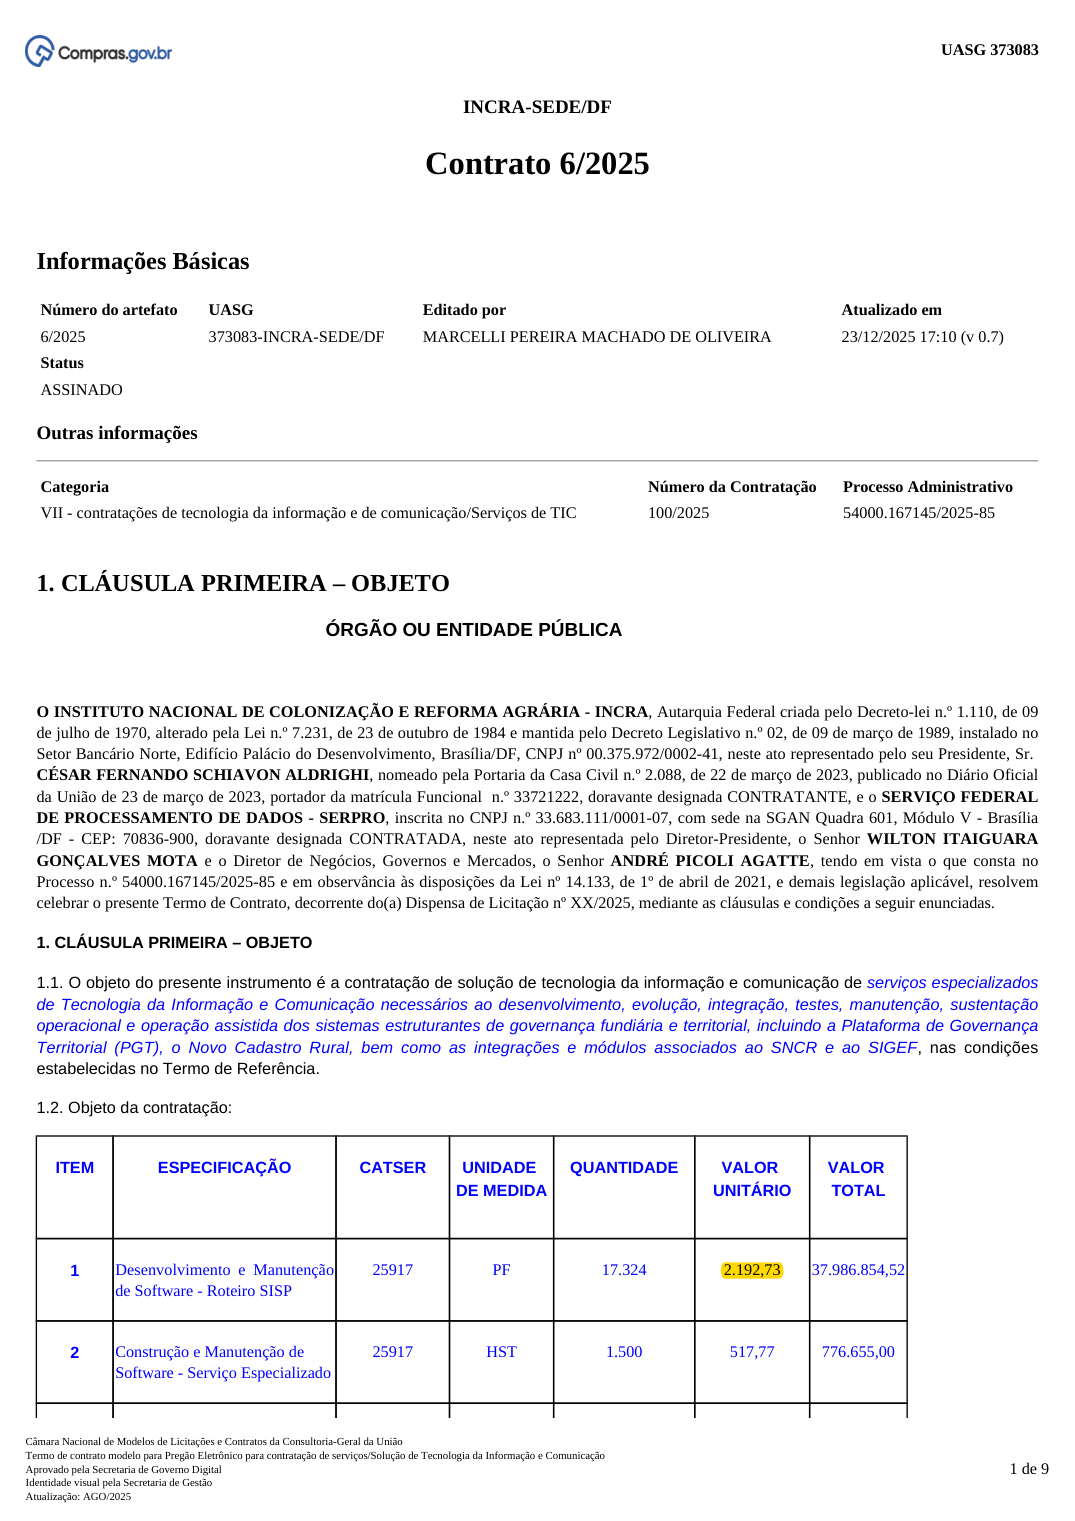 Compras.gov.br
UASG 373083
INCRA-SEDE/DF
Contrato 6/2025
Informações Básicas
Número do artefato UASG Editado por Atualizado em
6/2025 373083-INCRA-SEDE/DF MARCELLI PEREIRA MACHADO DE OLIVEIRA 23/12/2025 17:10 (v 0.7)
Status
ASSINADO
Outras informações
Categoria Número da Contratação Processo Administrativo
VII - contratações de tecnologia da informação e de comunicação/Serviços de TIC 100/2025 54000.167145/2025-85
1. CLÁUSULA PRIMEIRA – OBJETO
ÓRGÃO OU ENTIDADE PÚBLICA
O INSTITUTO NACIONAL DE COLONIZAÇÃO E REFORMA AGRÁRIA - INCRA, Autarquia Federal criada pelo Decreto-lei n.º 1.110, de 09
de julho de 1970, alterado pela Lei n.º 7.231, de 23 de outubro de 1984 e mantida pelo Decreto Legislativo n.º 02, de 09 de março de 1989, instalado no
Setor Bancário Norte, Edifício Palácio do Desenvolvimento, Brasília/DF, CNPJ nº 00.375.972/0002-41, neste ato representado pelo seu Presidente, Sr.
CÉSAR FERNANDO SCHIAVON ALDRIGHI, nomeado pela Portaria da Casa Civil n.º 2.088, de 22 de março de 2023, publicado no Diário Oficial
da União de 23 de março de 2023, portador da matrícula Funcional n.º 33721222, doravante designada CONTRATANTE, e o SERVIÇO FEDERAL
DE PROCESSAMENTO DE DADOS - SERPRO, inscrita no CNPJ n.º 33.683.111/0001-07, com sede na SGAN Quadra 601, Módulo V - Brasília
/DF - CEP: 70836-900, doravante designada CONTRATADA, neste ato representada pelo Diretor-Presidente, o Senhor WILTON ITAIGUARA
GONÇALVES MOTA e o Diretor de Negócios, Governos e Mercados, o Senhor ANDRÉ PICOLI AGATTE, tendo em vista o que consta no
Processo n.º 54000.167145/2025-85 e em observância às disposições da Lei nº 14.133, de 1º de abril de 2021, e demais legislação aplicável, resolvem
celebrar o presente Termo de Contrato, decorrente do(a) Dispensa de Licitação nº XX/2025, mediante as cláusulas e condições a seguir enunciadas.
1. CLÁUSULA PRIMEIRA – OBJETO
1.1. O objeto do presente instrumento é a contratação de solução de tecnologia da informação e comunicação de serviços especializados
de Tecnologia da Informação e Comunicação necessários ao desenvolvimento, evolução, integração, testes, manutenção, sustentação
operacional e operação assistida dos sistemas estruturantes de governança fundiária e territorial, incluindo a Plataforma de Governança
Territorial (PGT), o Novo Cadastro Rural, bem como as integrações e módulos associados ao SNCR e ao SIGEF, nas condições
estabelecidas no Termo de Referência.
1.2. Objeto da contratação:
ITEM ESPECIFICAÇÃO CATSER UNIDADE QUANTIDADE VALOR VALOR
DE MEDIDA UNITÁRIO TOTAL
1 Desenvolvimento e Manutenção 25917 PF 17.324 2.192,73 37.986.854,52
de Software - Roteiro SISP
2 Construção e Manutenção de 25917 HST 1.500 517,77 776.655,00
Software - Serviço Especializado
Câmara Nacional de Modelos de Licitações e Contratos da Consultoria-Geral da União
Termo de contrato modelo para Pregão Eletrônico para contratação de serviços/Solução de Tecnologia da Informação e Comunicação
Aprovado pela Secretaria de Governo Digital
Identidade visual pela Secretaria de Gestão
Atualização: AGO/2025
1 de 9